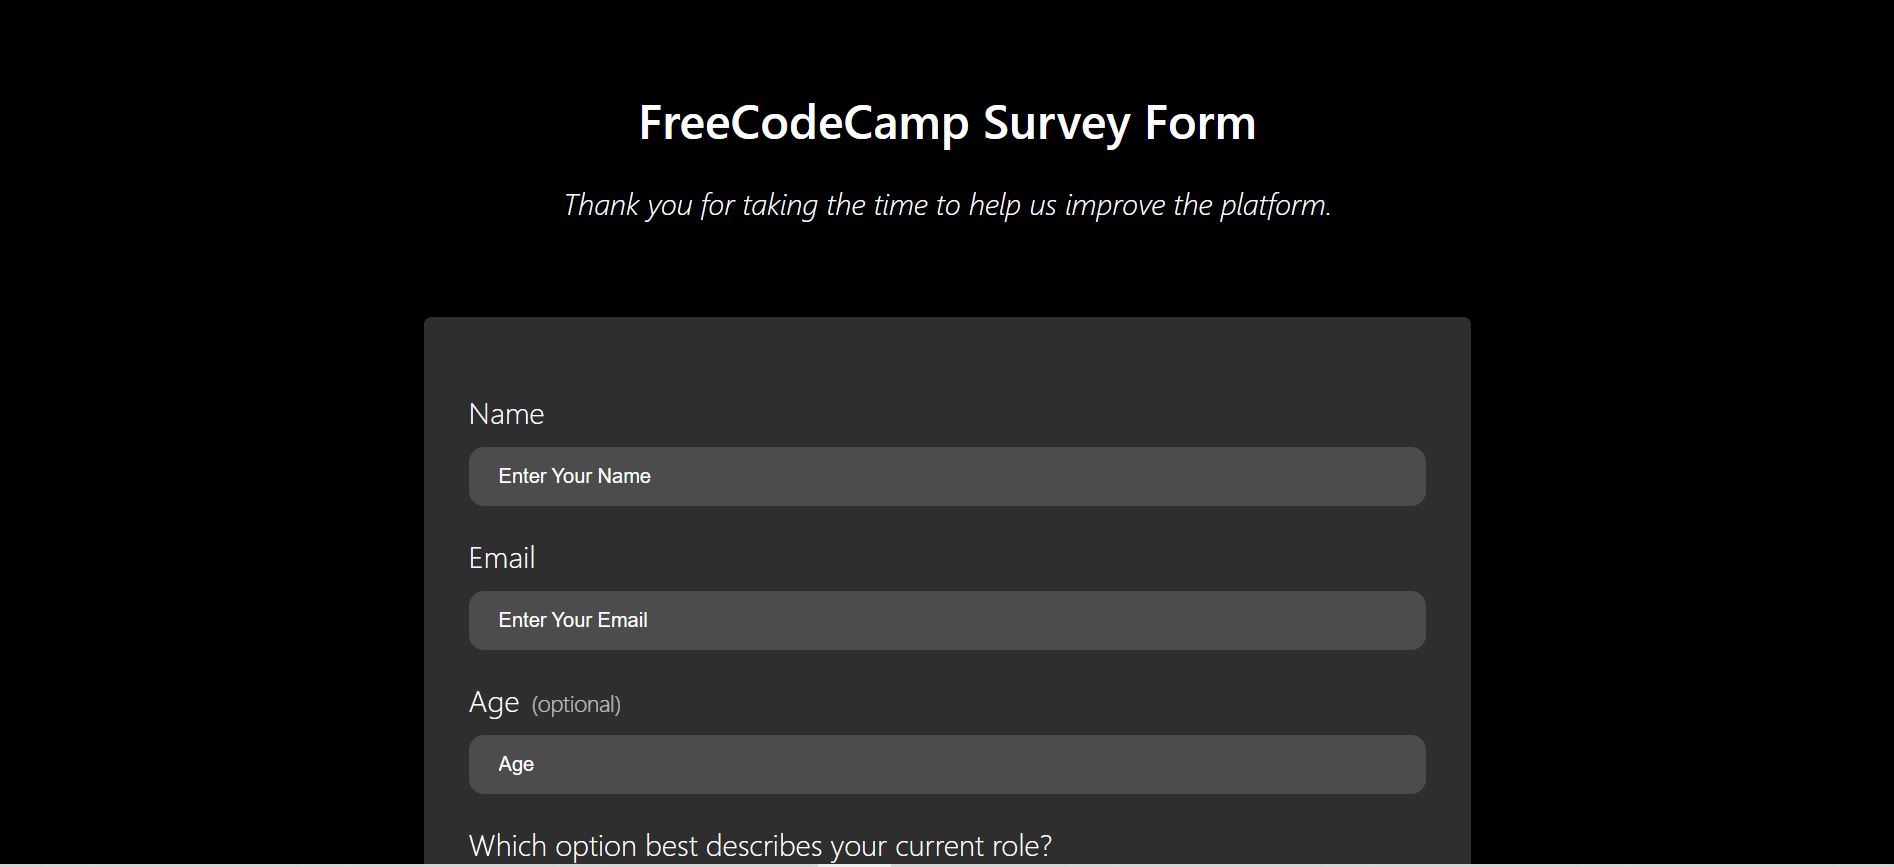 FreeCodeCamp Survey Form
Thank you for taking the time to help us improve the platform.
Name
Enter Your Name
Email
Enter Your Email
Age (optional)
Age
Which option best describes your current role?